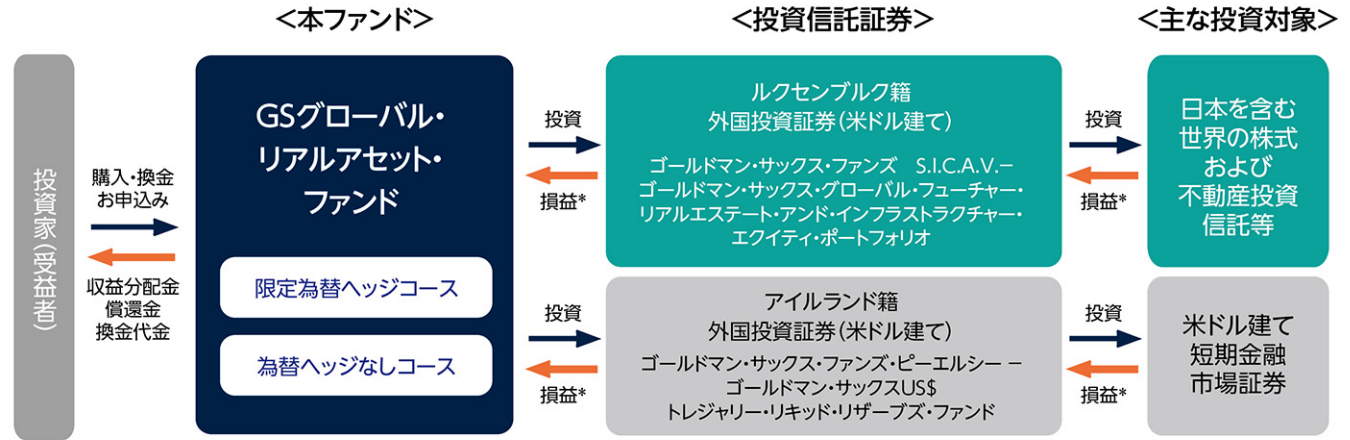 <本ファンド>
<投資信託証券>
<主な投資対象>
投資家(受益者)
購入・換金
お申込み
収益分配金
償還金
換金代金
GSグローバル・
リアルアセット・
ファンド
限定為替ヘッジコース
為替ヘッジなしコース
投資
損益*
投資
損益*
ルクセンブルク籍
外国投資証券(米ドル建て)
ゴールドマン・サックス・ファンズ S.I.C.A.V.−
ゴールドマン・サックス・グローバル・フューチャー・
リアルエステート・アンド・インフラストラクチャー・
エクイティ・ポートフォリオ
アイルランド籍
外国投資証券(米ドル建て)
ゴールドマン・サックス・ファンズ・ピーエルシー −
ゴールドマン・サックスUS$
トレジャリー・リキッド・リザーブズ・ファンド
投資
損益*
投資
損益*
日本を含む
世界の株式
および
不動産投資
信託等
米ドル建て
短期金融
市場証券